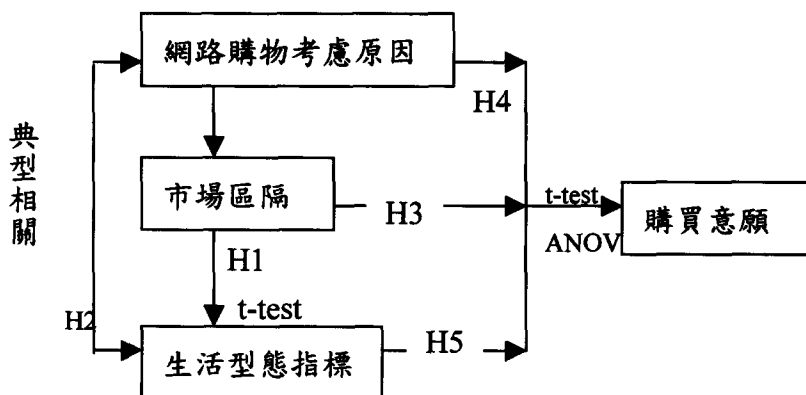 網路購物考慮原因
H4
典型相關
市場區隔
H3
t-test
ANOV
購買意願
H1
t-test
H2
生活型態指標
H5